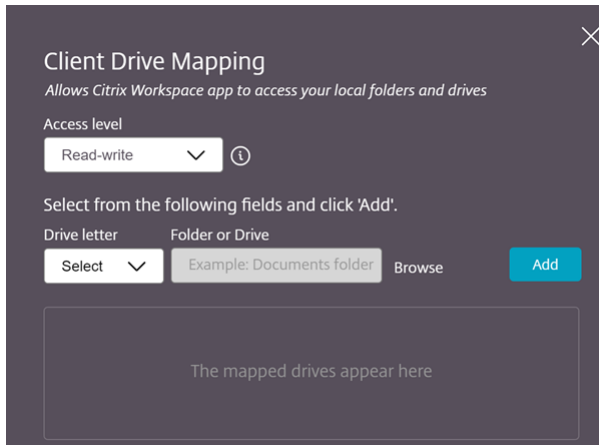 Client Drive Mapping
Allows Citrix Workspace app to access your local folders and drives
Access level
Read-write
Select from the following fields and click 'Add'.
Drive letter Folder or Drive
Select Example: Documents folder Browse Add
The mapped drives appear here